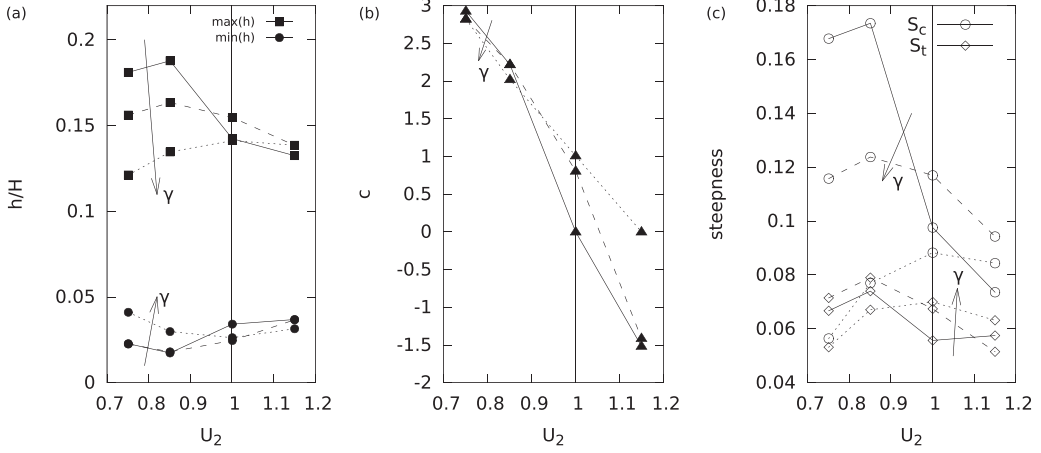 (a)
0.2
0.15
0.1
0.05
0
h/H
max(h)
min(h)
γ
γ
0.7 0.8 0.9 1 1.1 1.2
U2
(b)
3
2.5
2
1.5
1
0.5
0
-0.5
-1
-1.5
-2
c
γ
0.7 0.8 0.9 1 1.1 1.2
U2
(c)
0.18
0.16
0.14
0.12
0.1
0.08
0.06
0.04
steepness
Sc
St
γ
γ
0.7 0.8 0.9 1 1.1 1.2
U2